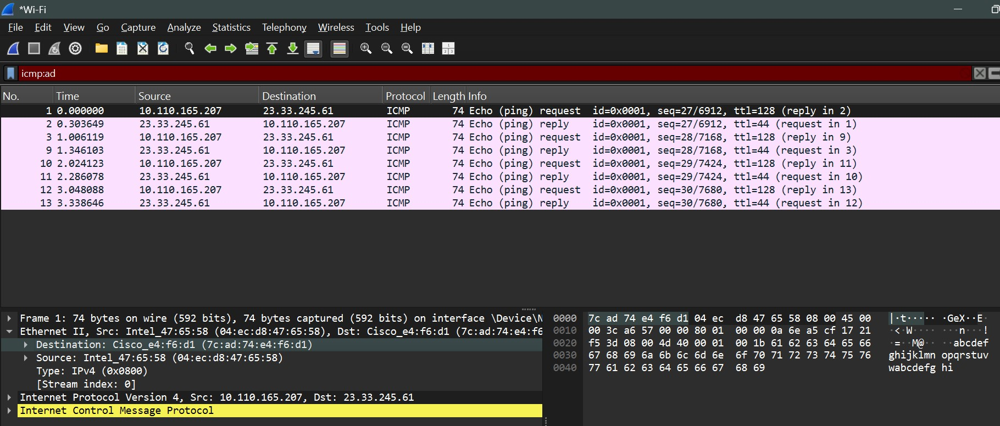 *Wi-Fi
File Edit View Go Capture Analyze Statistics Telephony Wireless Tools Help
icmp:ad
No. Time Source Destination Protocol Length Info
1 0.000000 10.110.165.207 23.33.245.61 ICMP 74 Echo (ping) request id=0x0001, seq=27/6912, ttl=128 (reply in 2)
2 0.303649 23.33.245.61 10.110.165.207 ICMP 74 Echo (ping) reply id=0x0001, seq=27/6912, ttl=44 (request in 1)
3 1.006119 10.110.165.207 23.33.245.61 ICMP 74 Echo (ping) request id=0x0001, seq=28/7168, ttl=128 (reply in 9)
9 1.346103 23.33.245.61 10.110.165.207 ICMP 74 Echo (ping) reply id=0x0001, seq=28/7168, ttl=44 (request in 3)
10 2.024123 10.110.165.207 23.33.245.61 ICMP 74 Echo (ping) request id=0x0001, seq=29/7424, ttl=128 (reply in 11)
11 2.286078 23.33.245.61 10.110.165.207 ICMP 74 Echo (ping) reply id=0x0001, seq=29/7424, ttl=44 (request in 10)
12 3.048088 10.110.165.207 23.33.245.61 ICMP 74 Echo (ping) request id=0x0001, seq=30/7680, ttl=128 (reply in 13)
13 3.338646 23.33.245.61 10.110.165.207 ICMP 74 Echo (ping) reply id=0x0001, seq=30/7680, ttl=44 (request in 12)
Frame 1: 74 bytes on wire (592 bits), 74 bytes captured (592 bits) on interface \Device\N
Ethernet II, Src: Intel_47:65:58 (04:ec:d8:47:65:58), Dst: Cisco_e4:f6:d1 (7c:ad:74:e4:f6
Destination: Cisco_e4:f6:d1 (7c:ad:74:e4:f6:d1)
Source: Intel_47:65:58 (04:ec:d8:47:65:58)
Type: IPv4 (0x0800)
[Stream index: 0]
Internet Protocol Version 4, Src: 10.110.165.207, Dst: 23.33.245.61
Internet Control Message Protocol
0000 7c ad 74 e4 f6 d1 04 ec d8 47 65 58 08 00 45 00 |·t····· ·GeX··E·
0010 00 3c a6 57 00 00 80 01 00 00 0a 6e a5 cf 17 21 ·<·W···· ···n···!
0020 f5 3d 08 00 4d 40 00 01 00 1b 61 62 63 64 65 66 ·=··M@·· ··abcdef
0030 67 68 69 6a 6b 6c 6d 6e 6f 70 71 72 73 74 75 76 ghijklmn opqrstuv
0040 77 61 62 63 64 65 66 67 68 69 wabcdefg hi